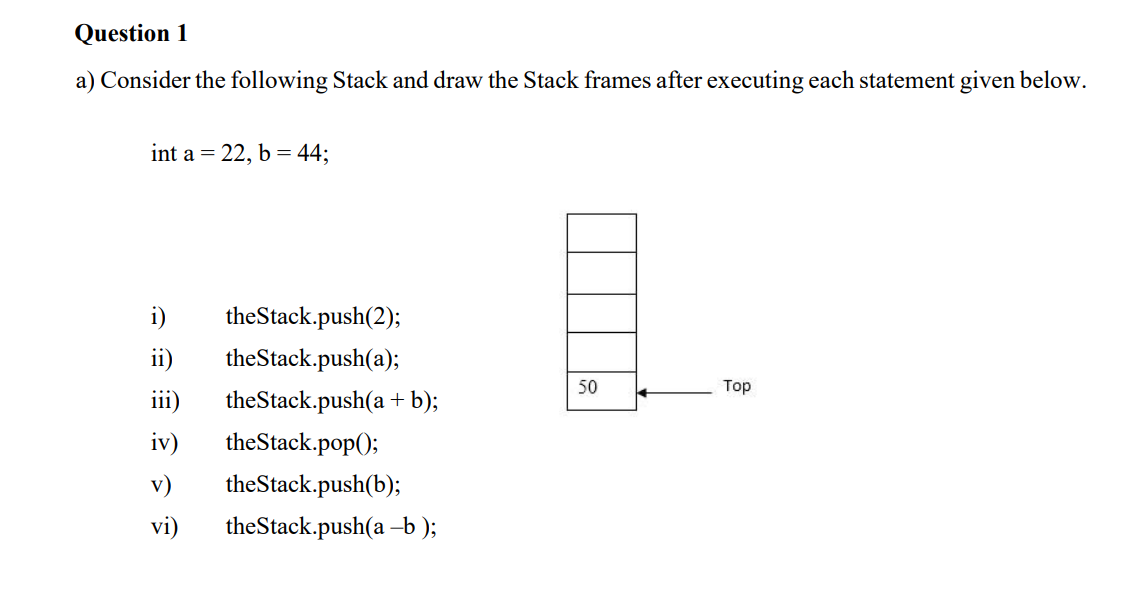 Question 1
a) Consider the following Stack and draw the Stack frames after executing each statement given below.
int a = 22, b = 44;
i) theStack.push(2);
ii) theStack.push(a);
iii) theStack.push(a + b);
iv) theStack.pop();
v) theStack.push(b);
vi) theStack.push(a –b );
50 Top